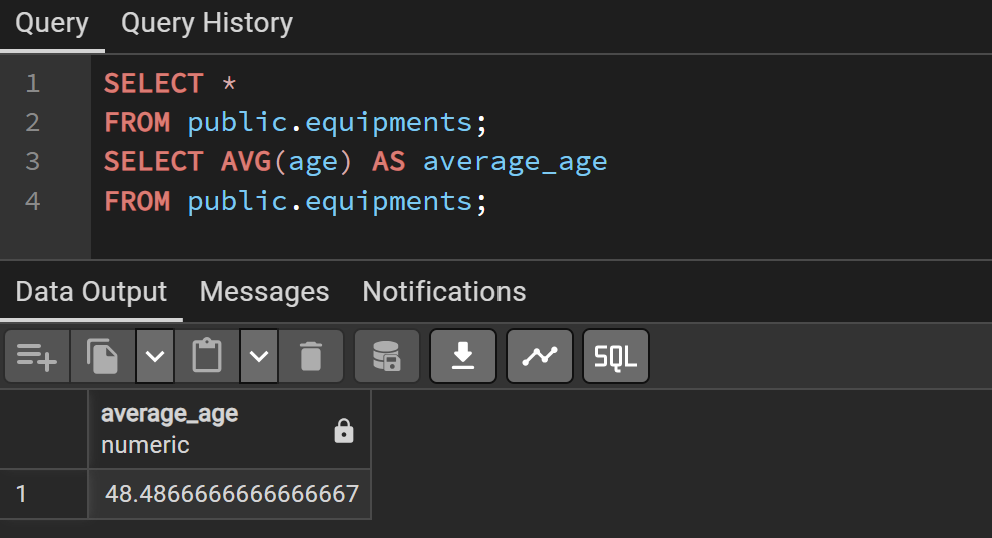 Query Query History
1 SELECT *
2 FROM public.equipments;
3 SELECT AVG(age) AS average_age
4 FROM public.equipments;
Data Output Messages Notifications
SQL
average_age
numeric
1 48.4866666666666667